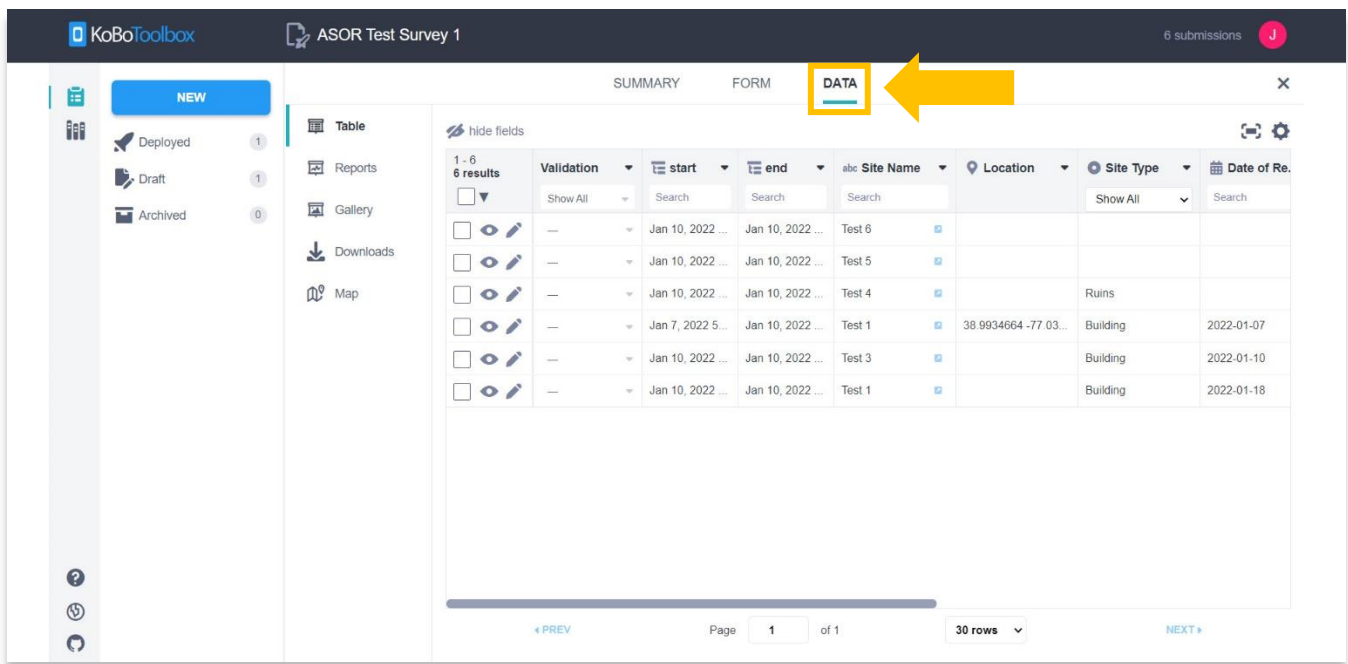 KoBoToolbox
ASOR Test Survey 1
6 submissions
J
NEW
Deployed 1
Draft 1
Archived 0
SUMMARY FORM DATA
Table
Reports
Gallery
Downloads
Map
hide fields
1 - 6
6 results
Validation start end abc Site Name Location Site Type Date of Re.
Show All Search Search Search Show All Search
— Jan 10, 2022 ... Jan 10, 2022 ... Test 6
— Jan 10, 2022 ... Jan 10, 2022 ... Test 5
— Jan 10, 2022 ... Jan 10, 2022 ... Test 4 Ruins
— Jan 7, 2022 5... Jan 10, 2022 ... Test 1 38.9934664 -77.03... Building 2022-01-07
— Jan 10, 2022 ... Jan 10, 2022 ... Test 3 Building 2022-01-10
— Jan 10, 2022 ... Jan 10, 2022 ... Test 1 Building 2022-01-18
PREV Page 1 of 1 30 rows NEXT